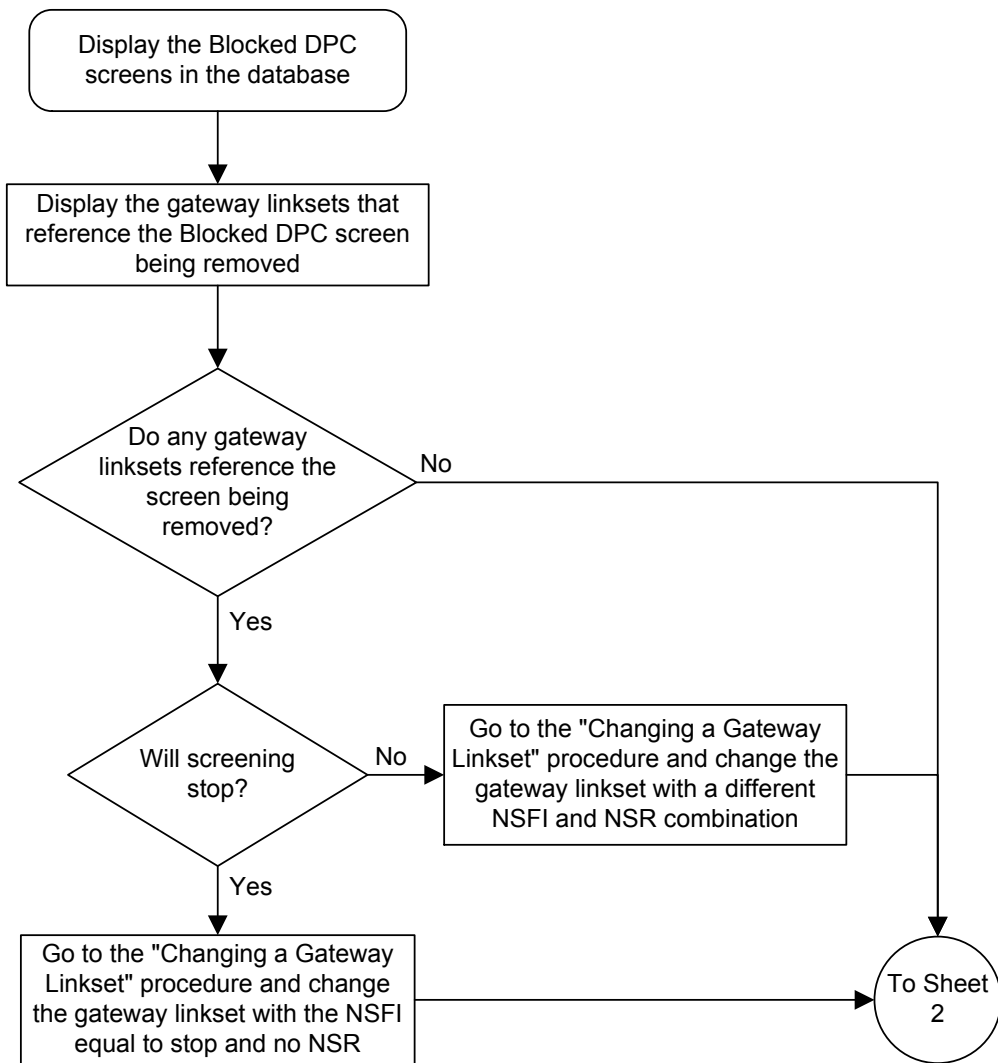 Display the Blocked DPC
screens in the database
Display the gateway linksets that
reference the Blocked DPC screen
being removed
Do any gateway
linksets reference the
screen being
removed?
No
Yes
Will screening
stop?
No
Go to the "Changing a Gateway
Linkset" procedure and change the
gateway linkset with a different
NSFI and NSR combination
Yes
Go to the "Changing a Gateway
Linkset" procedure and change
the gateway linkset with the NSFI
equal to stop and no NSR
To Sheet
2